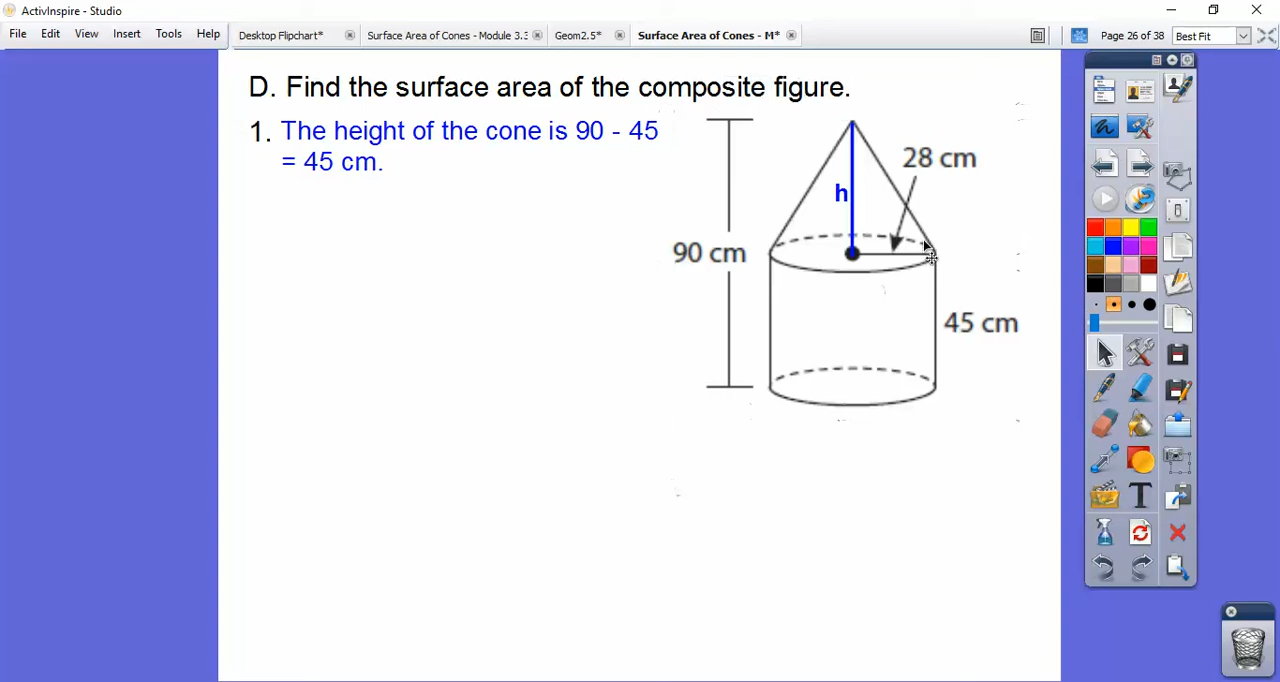 ActivInspire - Studio
File Edit View Insert Tools Help
Desktop Flipchart* Surface Area of Cones - Module 3.3 Geom2.5* Surface Area of Cones - M* Page 26 of 38 Best Fit
D. Find the surface area of the composite figure.
1. The height of the cone is 90 - 45
= 45 cm.
28 cm
h
90 cm
45 cm
T